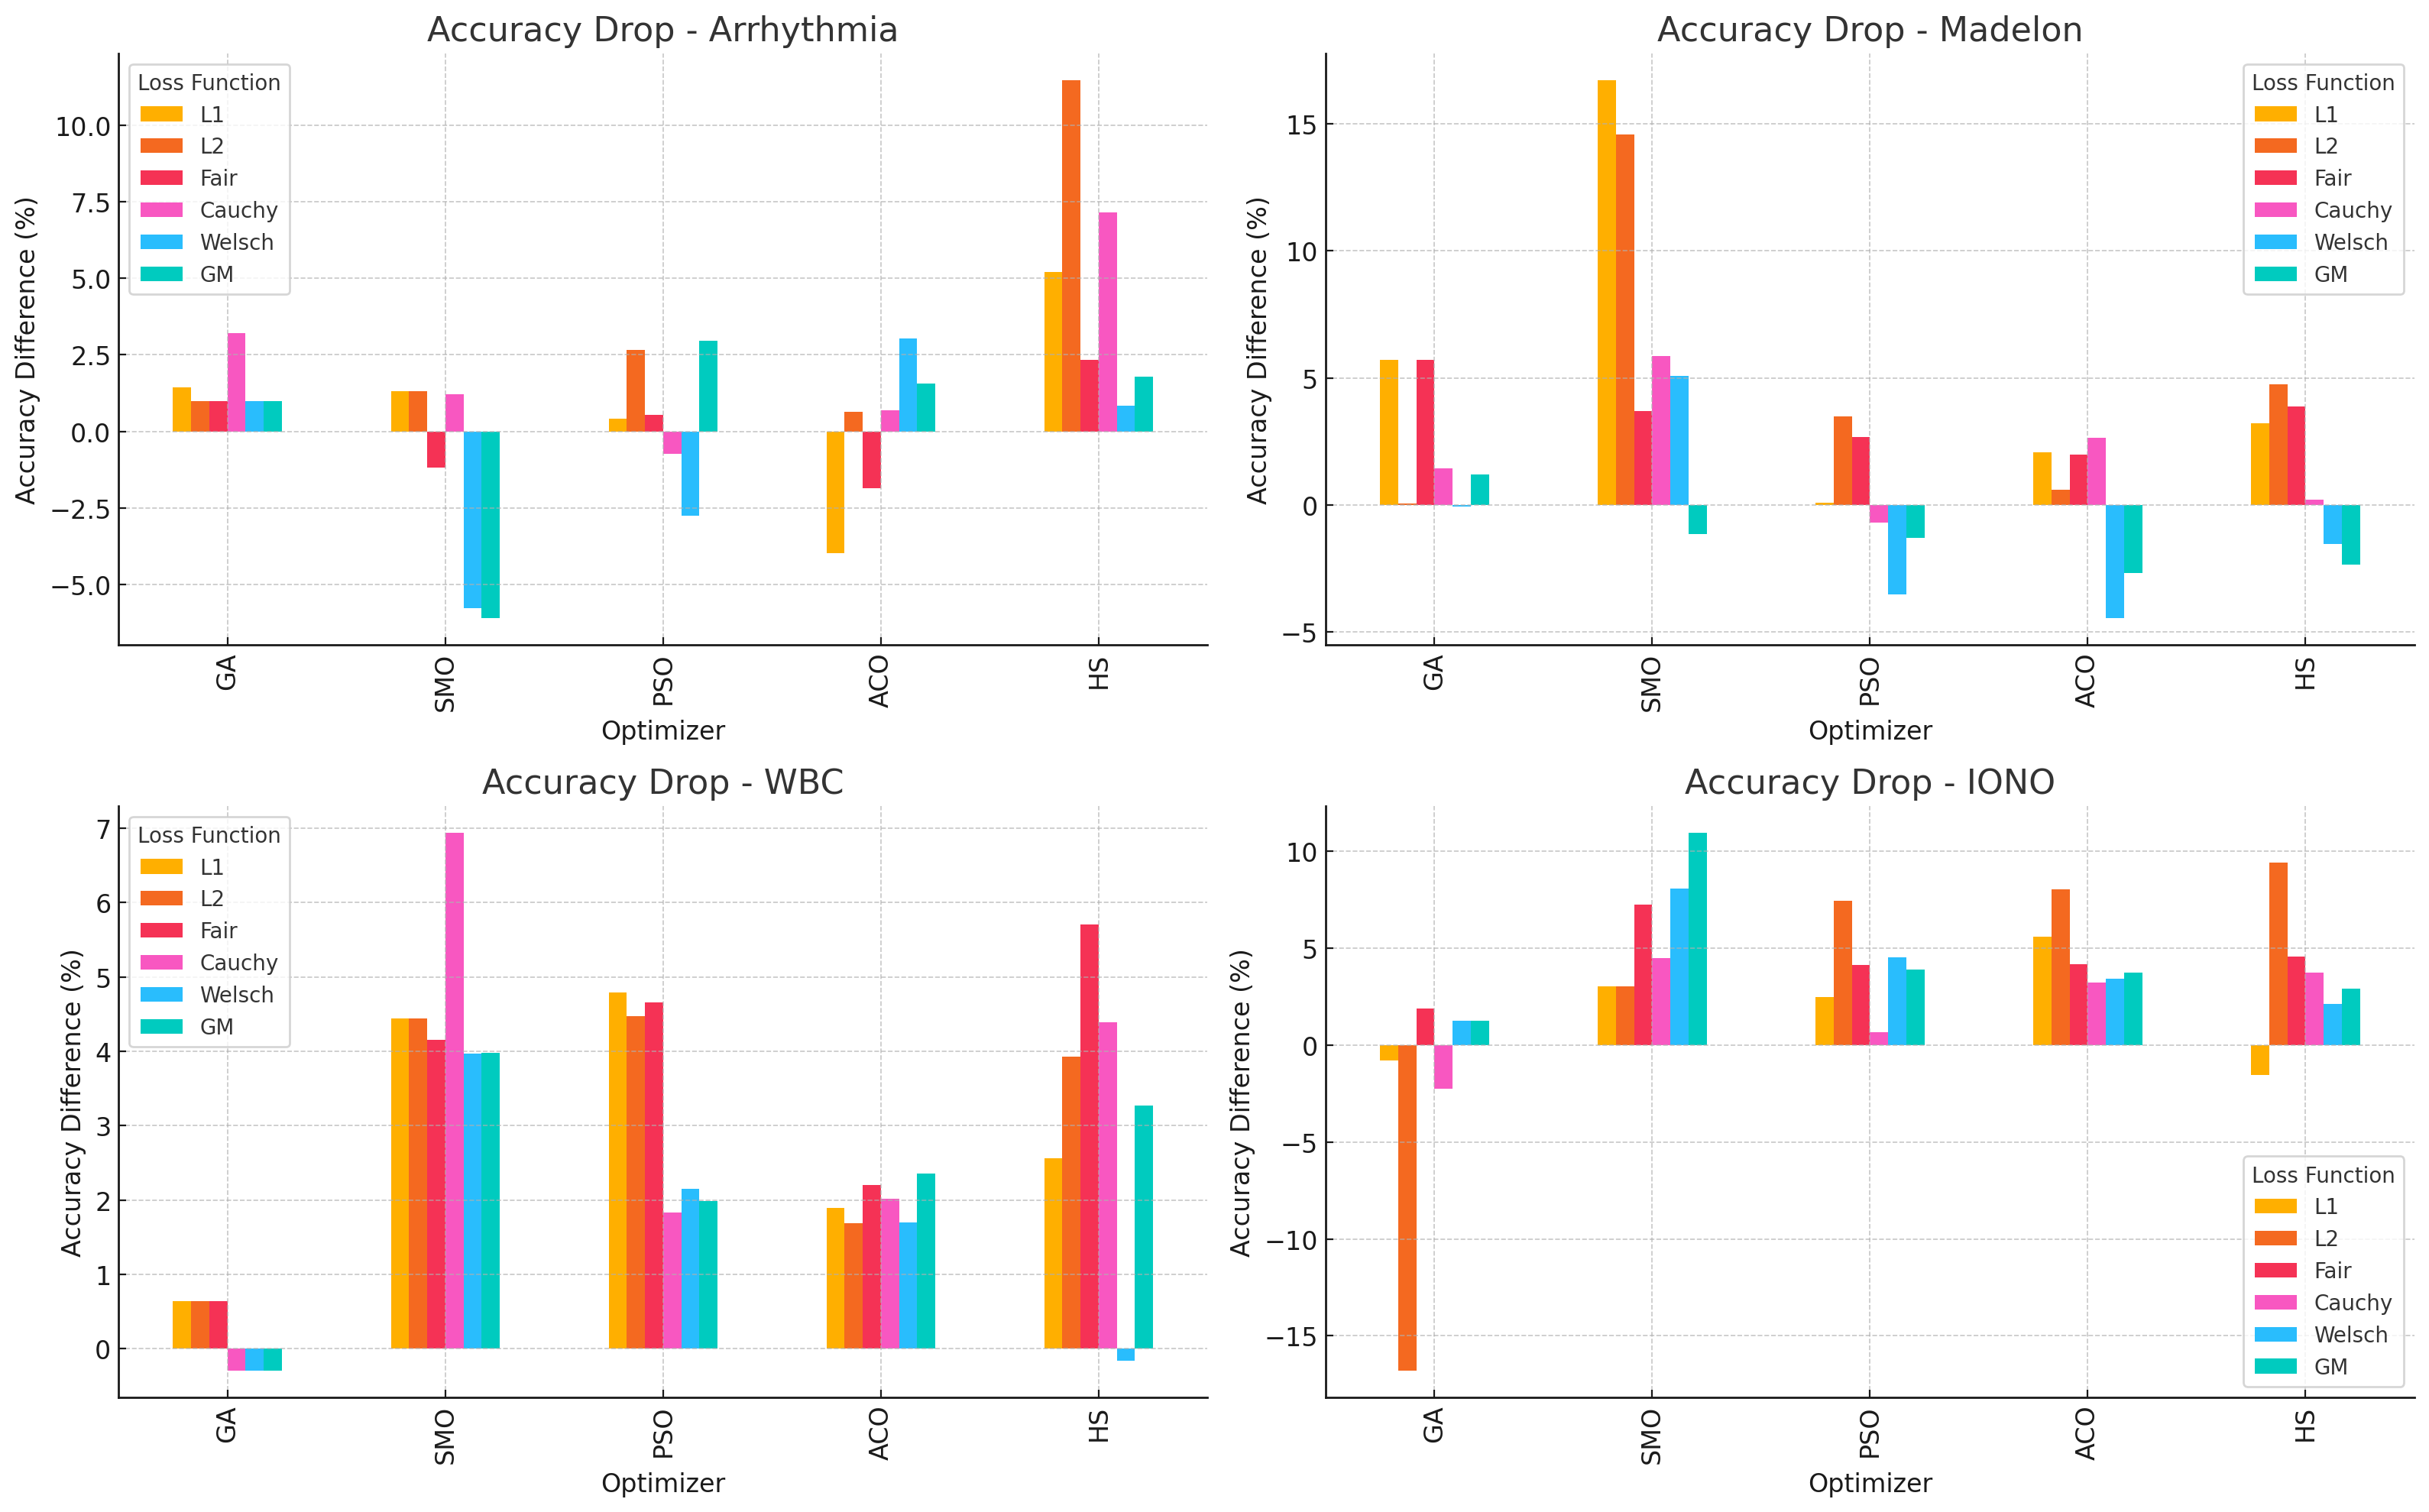 Accuracy Drop - Arrhythmia
Accuracy Difference (%)
10.0
7.5
5.0
2.5
0.0
−2.5
−5.0
Loss Function
L1
L2
Fair
Cauchy
Welsch
GM
GA
SMO
PSO
ACO
HS
Optimizer
Accuracy Drop - Madelon
Accuracy Difference (%)
15
10
5
0
−5
Loss Function
L1
L2
Fair
Cauchy
Welsch
GM
GA
SMO
PSO
ACO
HS
Optimizer
Accuracy Drop - WBC
Accuracy Difference (%)
7
6
5
4
3
2
1
0
Loss Function
L1
L2
Fair
Cauchy
Welsch
GM
GA
SMO
PSO
ACO
HS
Optimizer
Accuracy Drop - IONO
Accuracy Difference (%)
10
5
0
−5
−10
−15
Loss Function
L1
L2
Fair
Cauchy
Welsch
GM
GA
SMO
PSO
ACO
HS
Optimizer